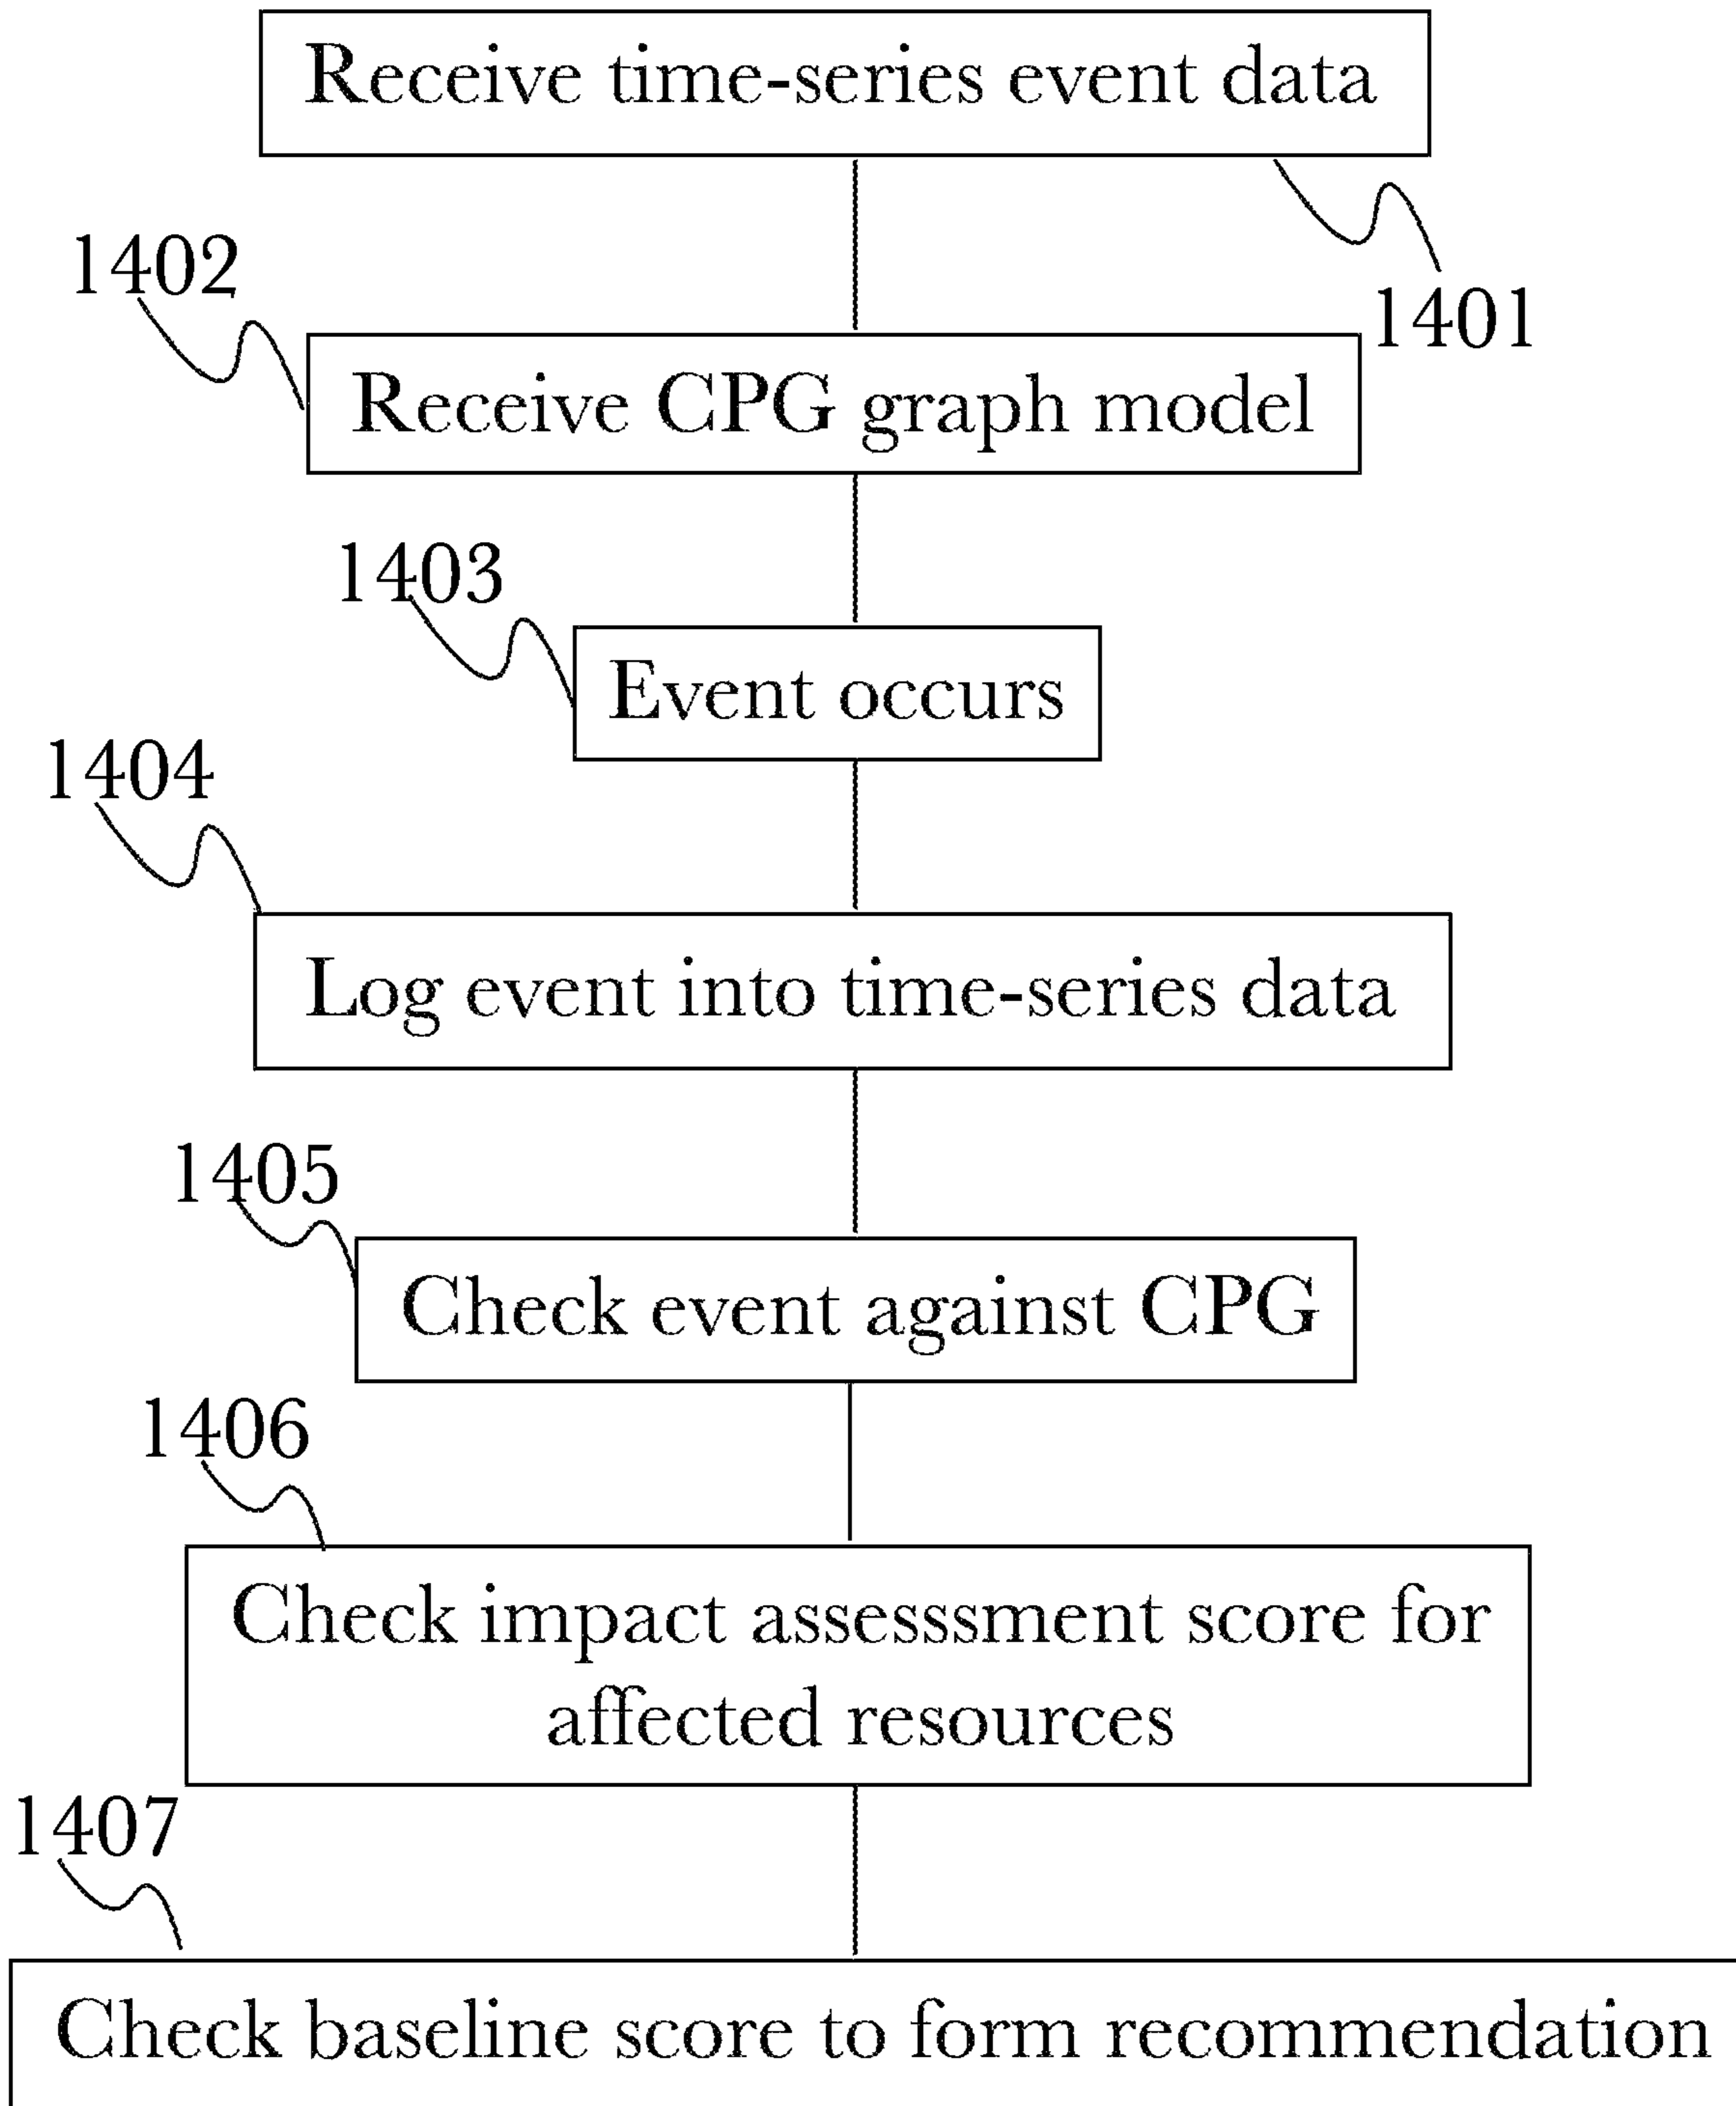 Receive time-series event data
1401
1402
Receive CPG graph model
1403
Event occurs
1404
Log event into time-series data
1405
Check event against CPG
1406
Check impact assesssment score for
affected resources
1407
Check baseline score to form recommendation